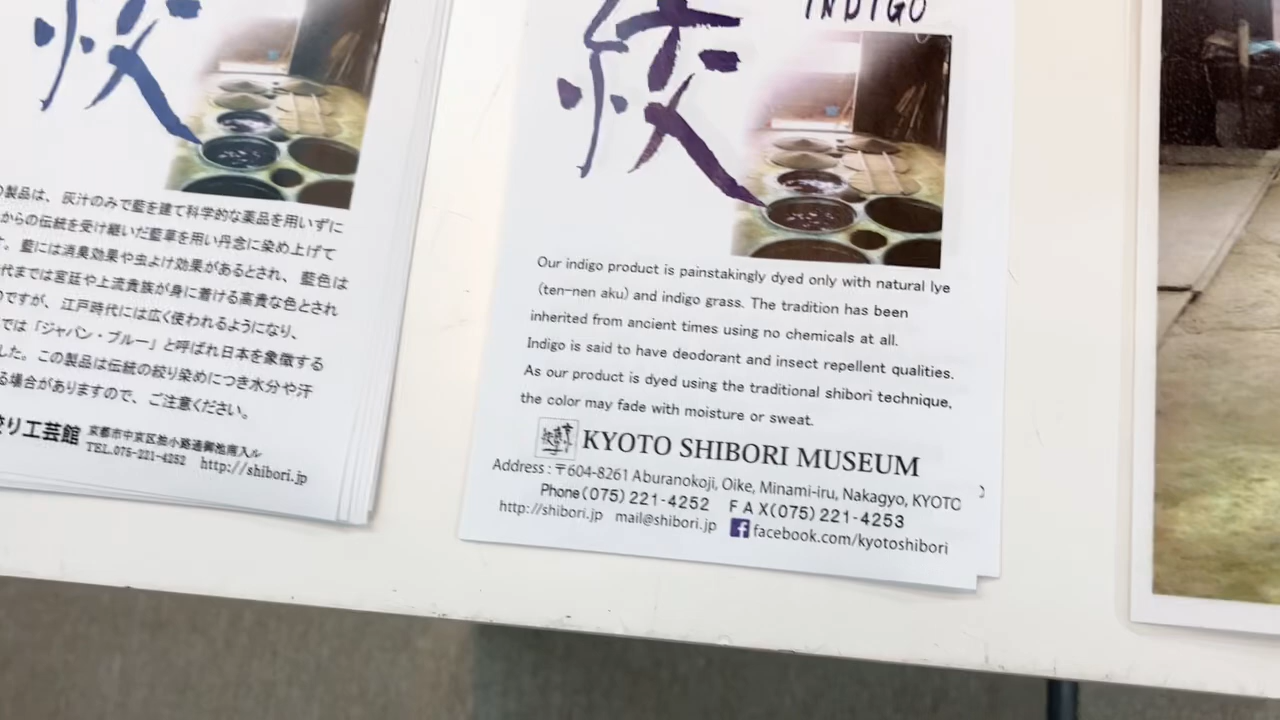 絞
製品は、灰汁のみで藍を建て科学的な薬品を用いずに
からの伝統を受け継いだ藍草を用い丹念に染め上げて
。藍には消臭効果や虫よけ効果があるとされ、藍色は
代までは宮廷や上流貴族が身に着ける高貴な色とされ
のですが、江戸時代には広く使われるようになり、
では「ジャパン・ブルー」と呼ばれ日本を象徴する
した。この製品は伝統の絞り染めにつき水分や汗
る場合がありますので、ご注意ください。
り工芸館 京都市中京区油小路通御池南入ル
TEL.075-221-4252 http://shibori.jp
INDIGO
絞
Our indigo product is painstakingly dyed only with natural lye
(ten-nen aku) and indigo grass. The tradition has been
inherited from ancient times using no chemicals at all.
Indigo is said to have deodorant and insect repellent qualities.
As our product is dyed using the traditional shibori technique,
the color may fade with moisture or sweat.
KYOTO SHIBORI MUSEUM
Address : 〒604-8261 Aburanokoji, Oike, Minami-iru, Nakagyo, KYOTO
Phone(075) 221-4252 FAX(075) 221-4253
http://shibori.jp mail@shibori.jp facebook.com/kyotoshibori